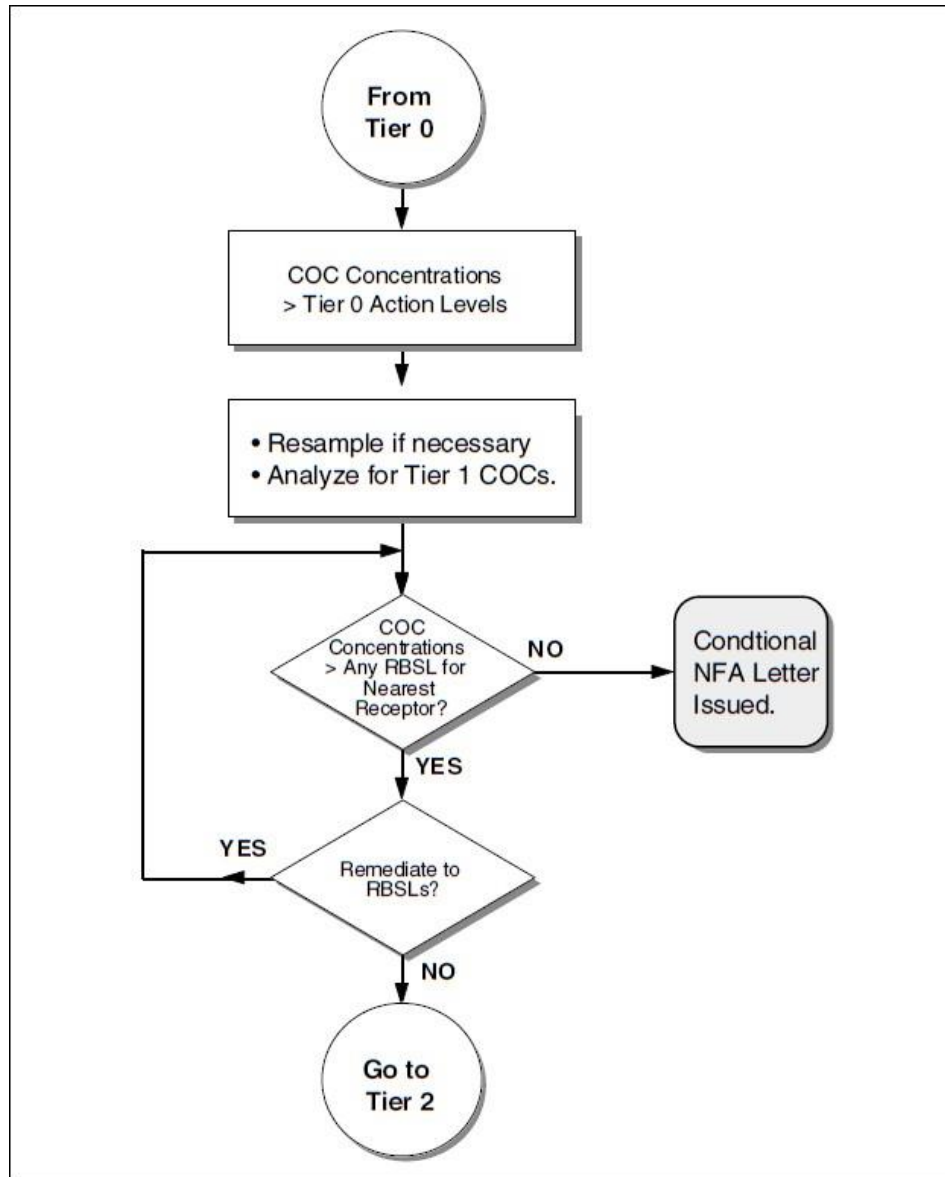 From
Tier 0
COC Concentrations
> Tier 0 Action Levels
• Resample if necessary
• Analyze for Tier 1 COCs.
COC
Concentrations
> Any RBSL for
Nearest
Receptor?
NO
Condtional
NFA Letter
Issued.
YES
YES
Remediate to
RBSLs?
NO
Go to
Tier 2